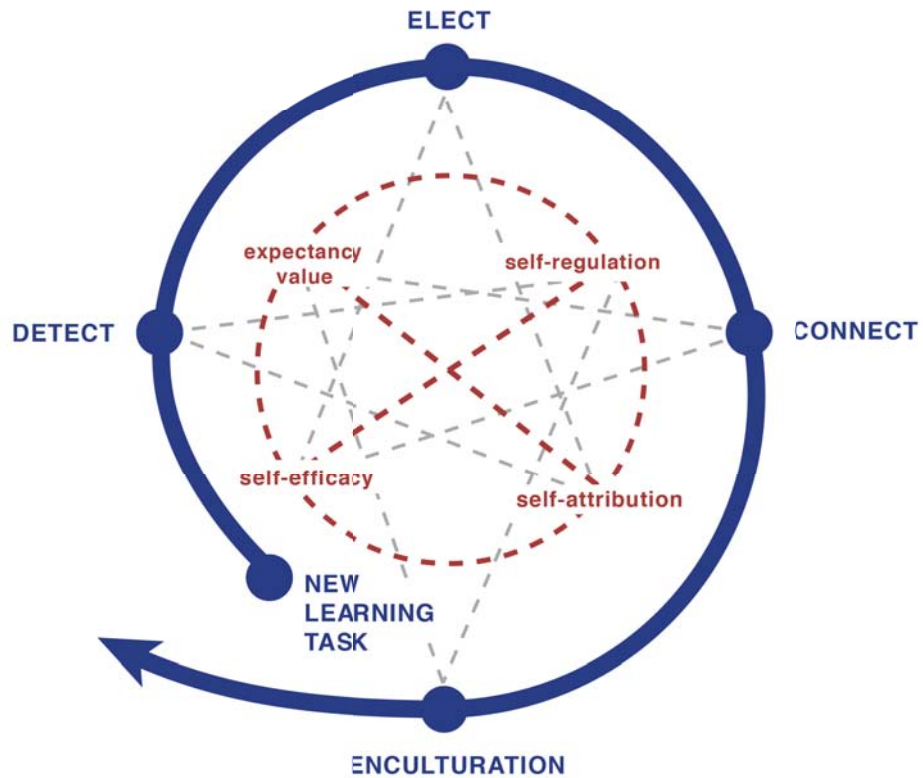 ELECT
expectancy
value
self-regulation
DETECT
CONNECT
self-efficacy
self-attribution
NEW
LEARNING
TASK
ENCULTURATION